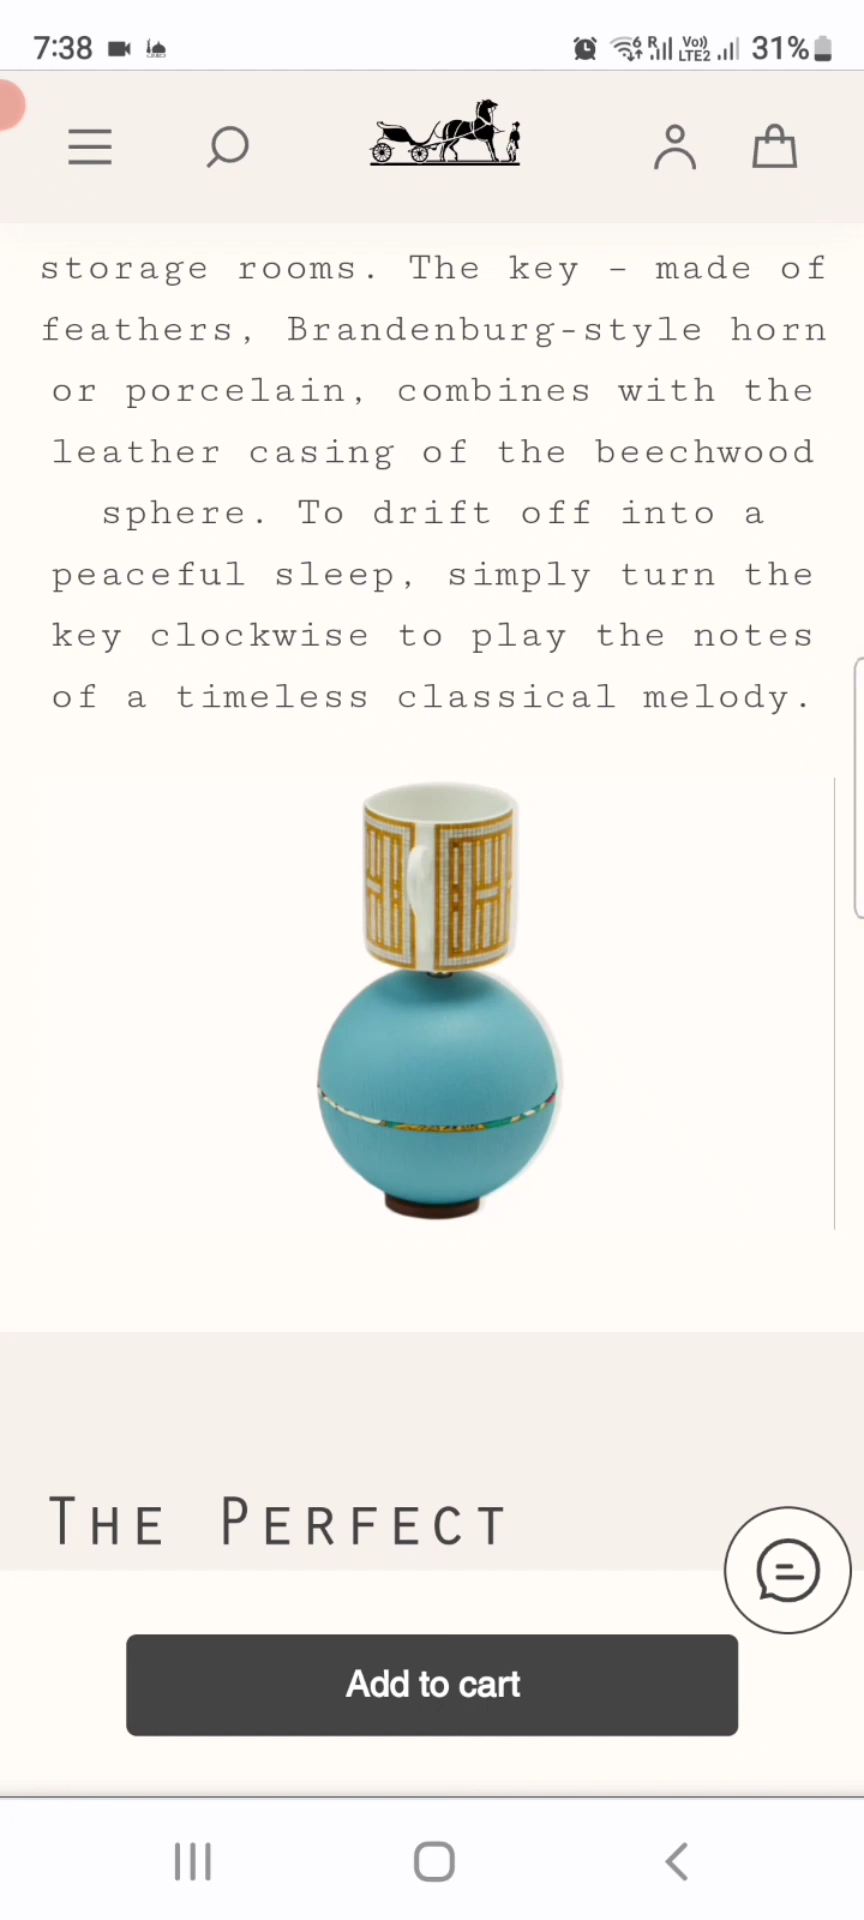 7:38
R
Vo))
LTE2
31%
storage rooms. The key – made of
feathers, Brandenburg-style horn
or porcelain, combines with the
leather casing of the beechwood
sphere. To drift off into a
peaceful sleep, simply turn the
key clockwise to play the notes
of a timeless classical melody.
The Perfect
Add to cart